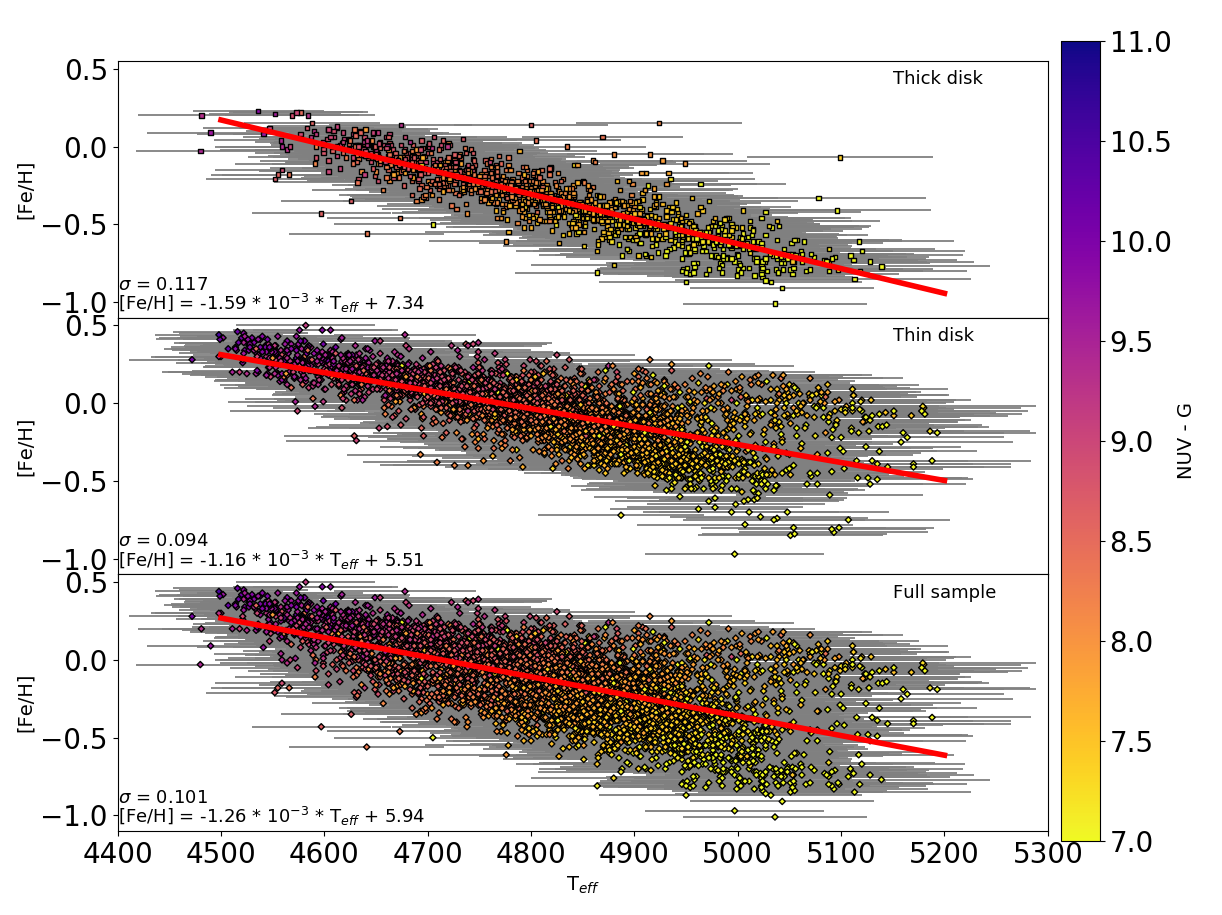 Thick disk
0.5
0.0
−0.5
−1.0
[Fe/H]
σ = 0.117
[Fe/H] = -1.59 * 10⁻³ * T_eff + 7.34
Thin disk
0.5
0.0
−0.5
−1.0
[Fe/H]
σ = 0.094
[Fe/H] = -1.16 * 10⁻³ * T_eff + 5.51
Full sample
0.5
0.0
−0.5
−1.0
[Fe/H]
σ = 0.101
[Fe/H] = -1.26 * 10⁻³ * T_eff + 5.94
4400 4500 4600 4700 4800 4900 5000 5100 5200 5300
T_eff
11.0
10.5
10.0
9.5
9.0
8.5
8.0
7.5
7.0
NUV - G